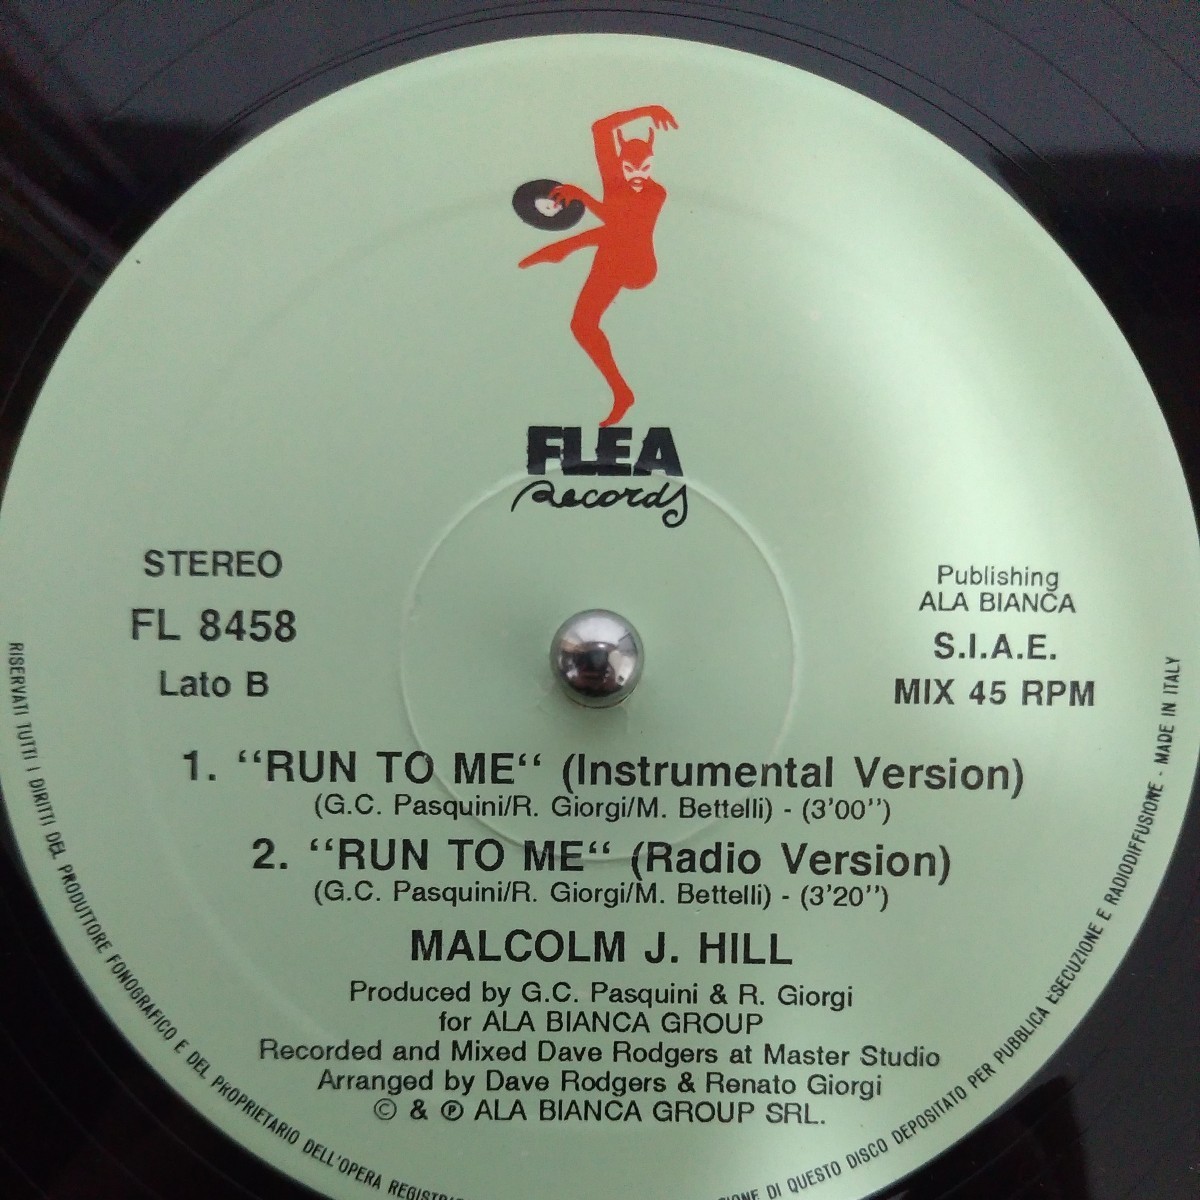 FLEA
Records
STEREO
FL 8458
Lato B
Publishing
ALA BIANCA
S.I.A.E.
MIX 45 RPM
1. “RUN TO ME“ (Instrumental Version)
(G.C. Pasquini/R. Giorgi/M. Bettelli) - (3'00'')
2. “RUN TO ME“ (Radio Version)
(G.C. Pasquini/R. Giorgi/M. Bettelli) - (3'20'')
MALCOLM J. HILL
Produced by G.C. Pasquini & R. Giorgi
for ALA BIANCA GROUP
Recorded and Mixed Dave Rodgers at Master Studio
Arranged by Dave Rodgers & Renato Giorgi
© & ℗ ALA BIANCA GROUP SRL.
RISERVATI TUTTI I DIRITTI DEL PRODUTTORE FONOGRAFICO E DEL PROPRIETARIO DELL'OPERA
DI QUESTO DISCO DEPOSITATO PER PUBBLICA ESECUZIONE E RADIODIFFUSIONE - MADE IN ITALY